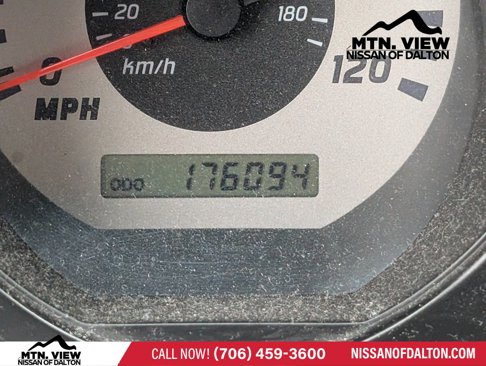 20
180
MTN. VIEW
NISSAN OF DALTON
km/h
0
120
MPH
ODO 176094
MTN. VIEW
NISSAN OF DALTON
CALL NOW! (706) 459-3600
NISSANOFDALTON.COM